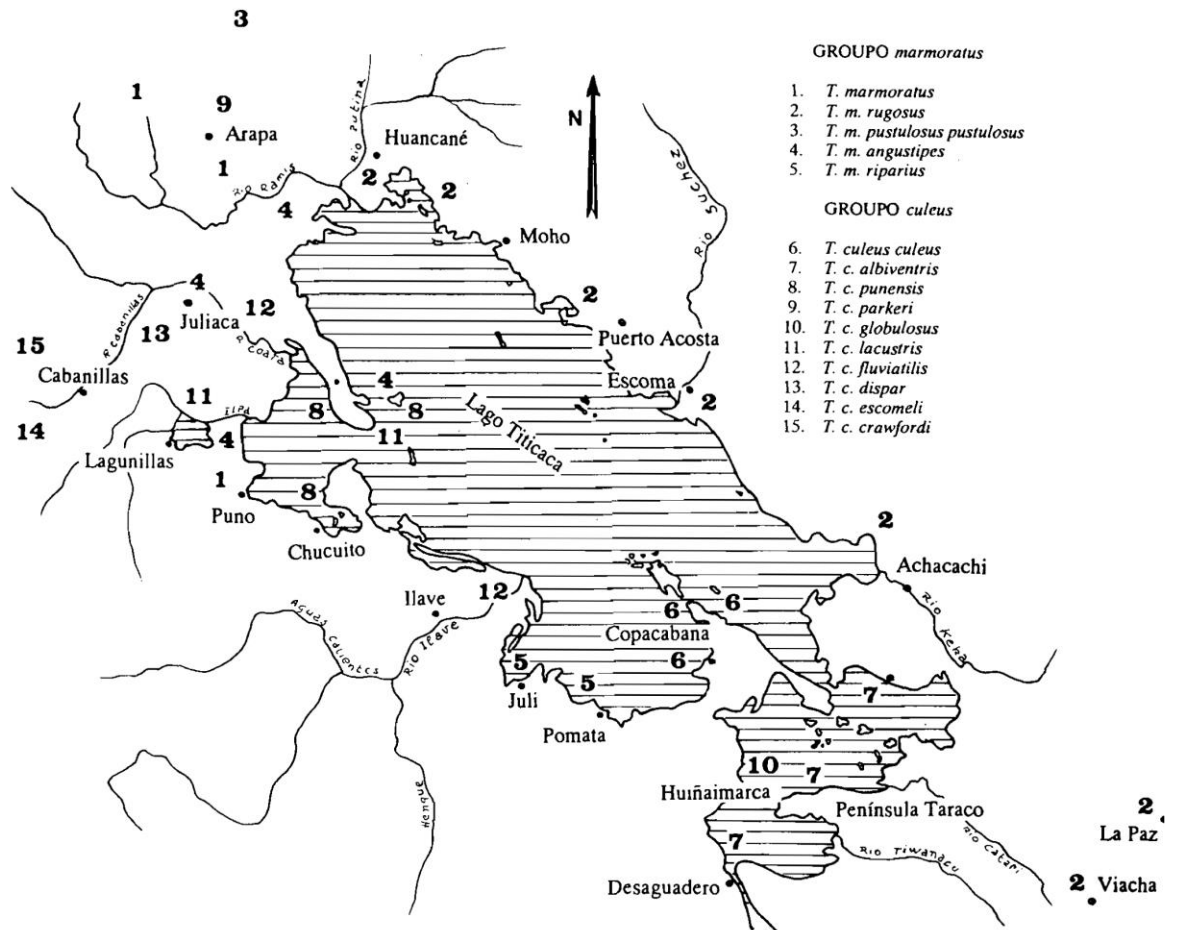 3
GROUPO marmoratus
1. T. marmoratus
2. T. m. rugosus
3. T. m. pustulosus pustulosus
4. T. m. angustipes
5. T. m. riparius
GROUPO culeus
6. T. culeus culeus
7. T. c. albiventris
8. T. c. punensis
9. T. c. parkeri
10. T. c. globulosus
11. T. c. lacustris
12. T. c. fluviatilis
13. T. c. dispar
14. T. c. escomeli
15. T. c. crawfordi
N
1
9
Arapa
Rio Putina
Huancané
1
Rio Ramis
2
2
4
Moho
Rio Suchez
4
12
Juliaca
13
R. Cabanillas
R. Coata
2
Puerto Acosta
15
Cabanillas
Escoma
2
11
Ilpa
4
8
8
Lago Titicaca
14
Lagunillas
4
11
1
Puno
8
Chucuito
2
Achacachi
Rio Keka
12
Ilave
Rio Ilave
Aguas Calientes
6
6
Copacabana
6
5
Juli
5
Pomata
7
10
7
Huiñaimarca
Península Taraco
7
Rio Catari
Rio Tiwanacu
Desaguadero
2
La Paz
2 Viacha